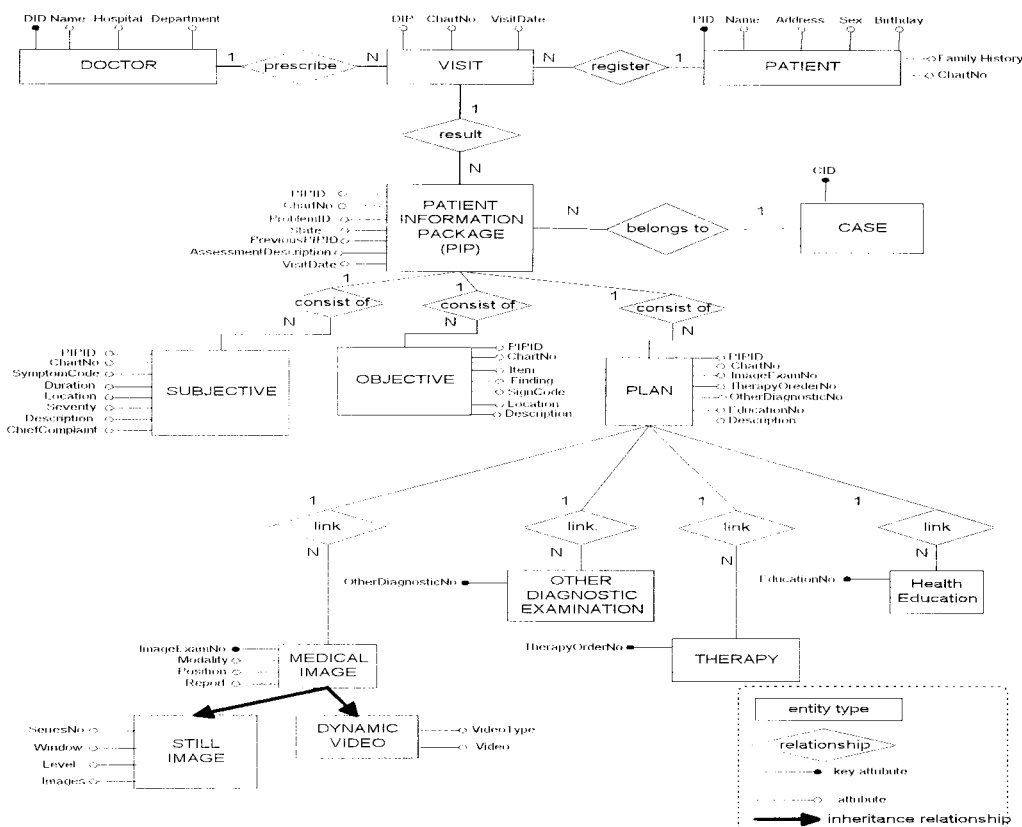 DID Name Hospital Department
DIP ChartNo VisitDate
PID Name Address Sex Birthday
DOCTOR
1
prescribe
N
VISIT
N
register
1
PATIENT
Family History
ChartNo
1
result
N
PIPID
ChartNo
ProblemID
State
PreviousPIPID
AssessmentDescription
VisitDate
PATIENT
INFORMATION
PACKAGE
(PIP)
N
belongs to
1
CID
CASE
1
consist of
N
1
consist of
N
1
consist of
N
PIPID
ChartNo
SymptomCode
Duration
Location
Severity
Description
ChiefComplaint
SUBJECTIVE
OBJECTIVE
PIPID
ChartNo
Item
Finding
SignCode
Location
Description
PLAN
PIPID
ChartNo
ImageExamNo
TherapyOrederNo
OtherDiagnosticNo
EducationNo
Description
1
link
N
1
link
N
1
link
N
1
link
N
OtherDiagnosticNo
OTHER
DIAGNOSTIC
EXAMINATION
EducationNo
Health
Education
TherapyOrderNo
THERAPY
ImageExamNo
Modality
Position
Report
MEDICAL
IMAGE
SeriesNo
Window
Level
Images
STILL
IMAGE
DYNAMIC
VIDEO
VideoType
Video
entity type
relationship
key attribute
attribute
inheritance relationship